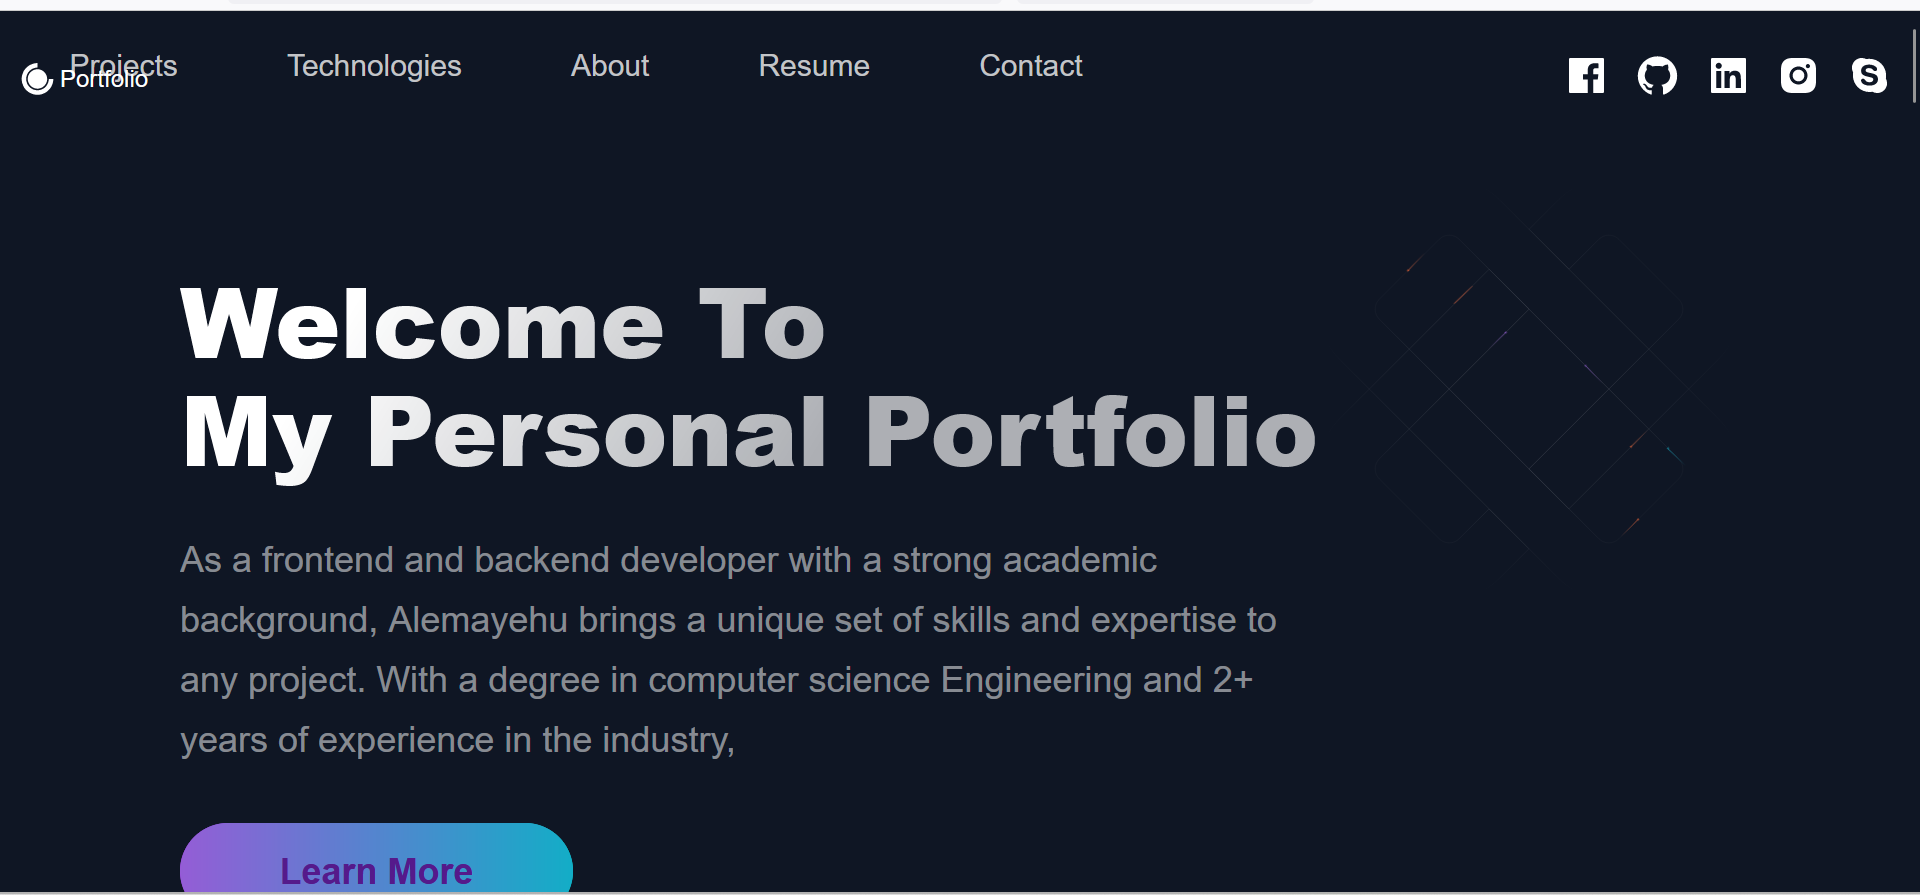 Projects Technologies About Resume Contact
Portfolio
Welcome To
My Personal Portfolio
As a frontend and backend developer with a strong academic
background, Alemayehu brings a unique set of skills and expertise to
any project. With a degree in computer science Engineering and 2+
years of experience in the industry,
Learn More